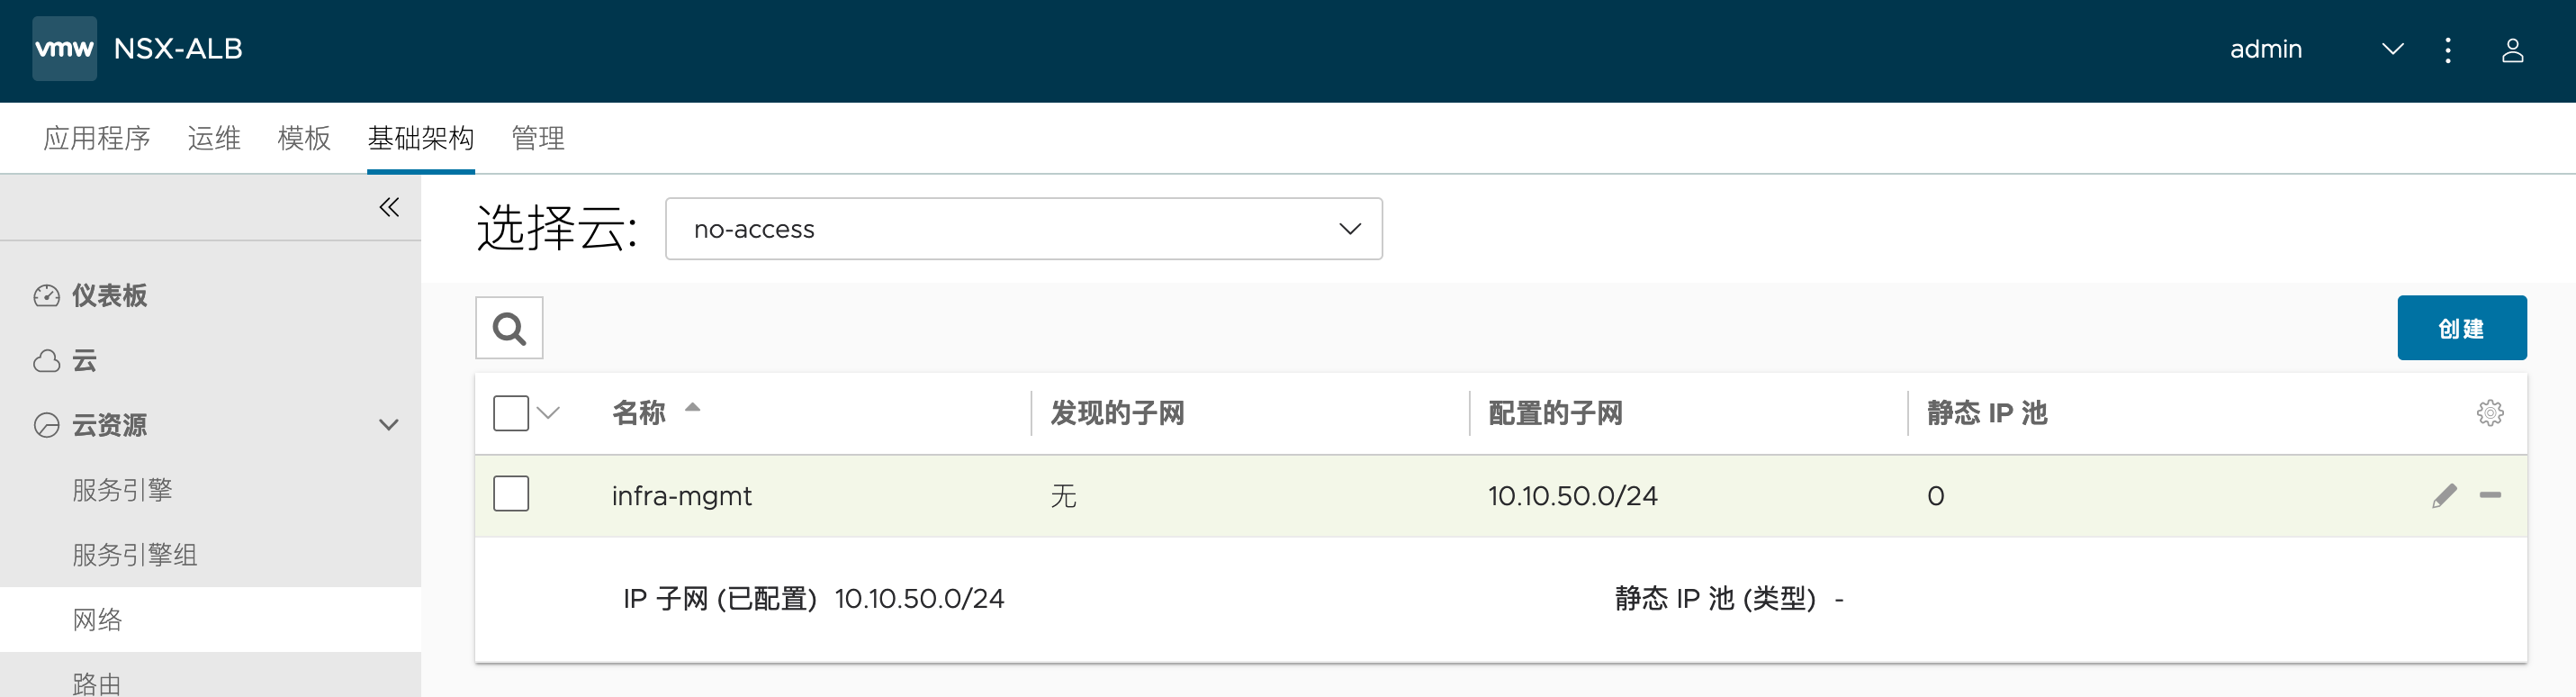 vmw NSX-ALB admin
应用程序 运维 模板 基础架构 管理
选择云: no-access
仪表板
云
云资源
服务引擎
服务引擎组
网络
路由
创建
名称 发现的子网 配置的子网 静态 IP 池
infra-mgmt 无 10.10.50.0/24 0
IP 子网 (已配置) 10.10.50.0/24 静态 IP 池 (类型) -